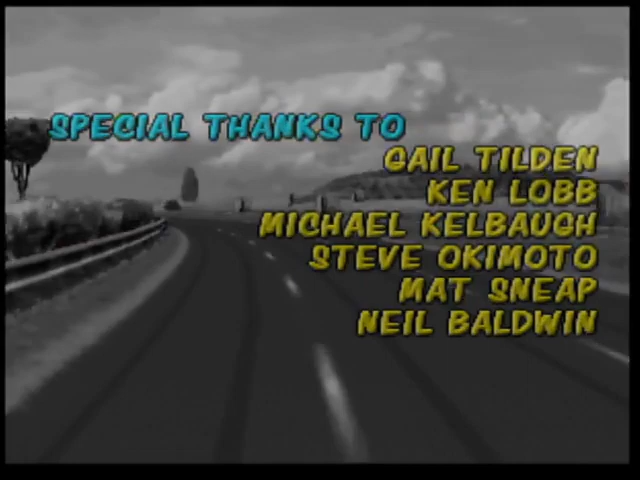 SPECIAL THANKS TO
GAIL TILDEN
KEN LOBB
MICHAEL KELBAUGH
STEVE OKIMOTO
MAT SNEAP
NEIL BALDWIN